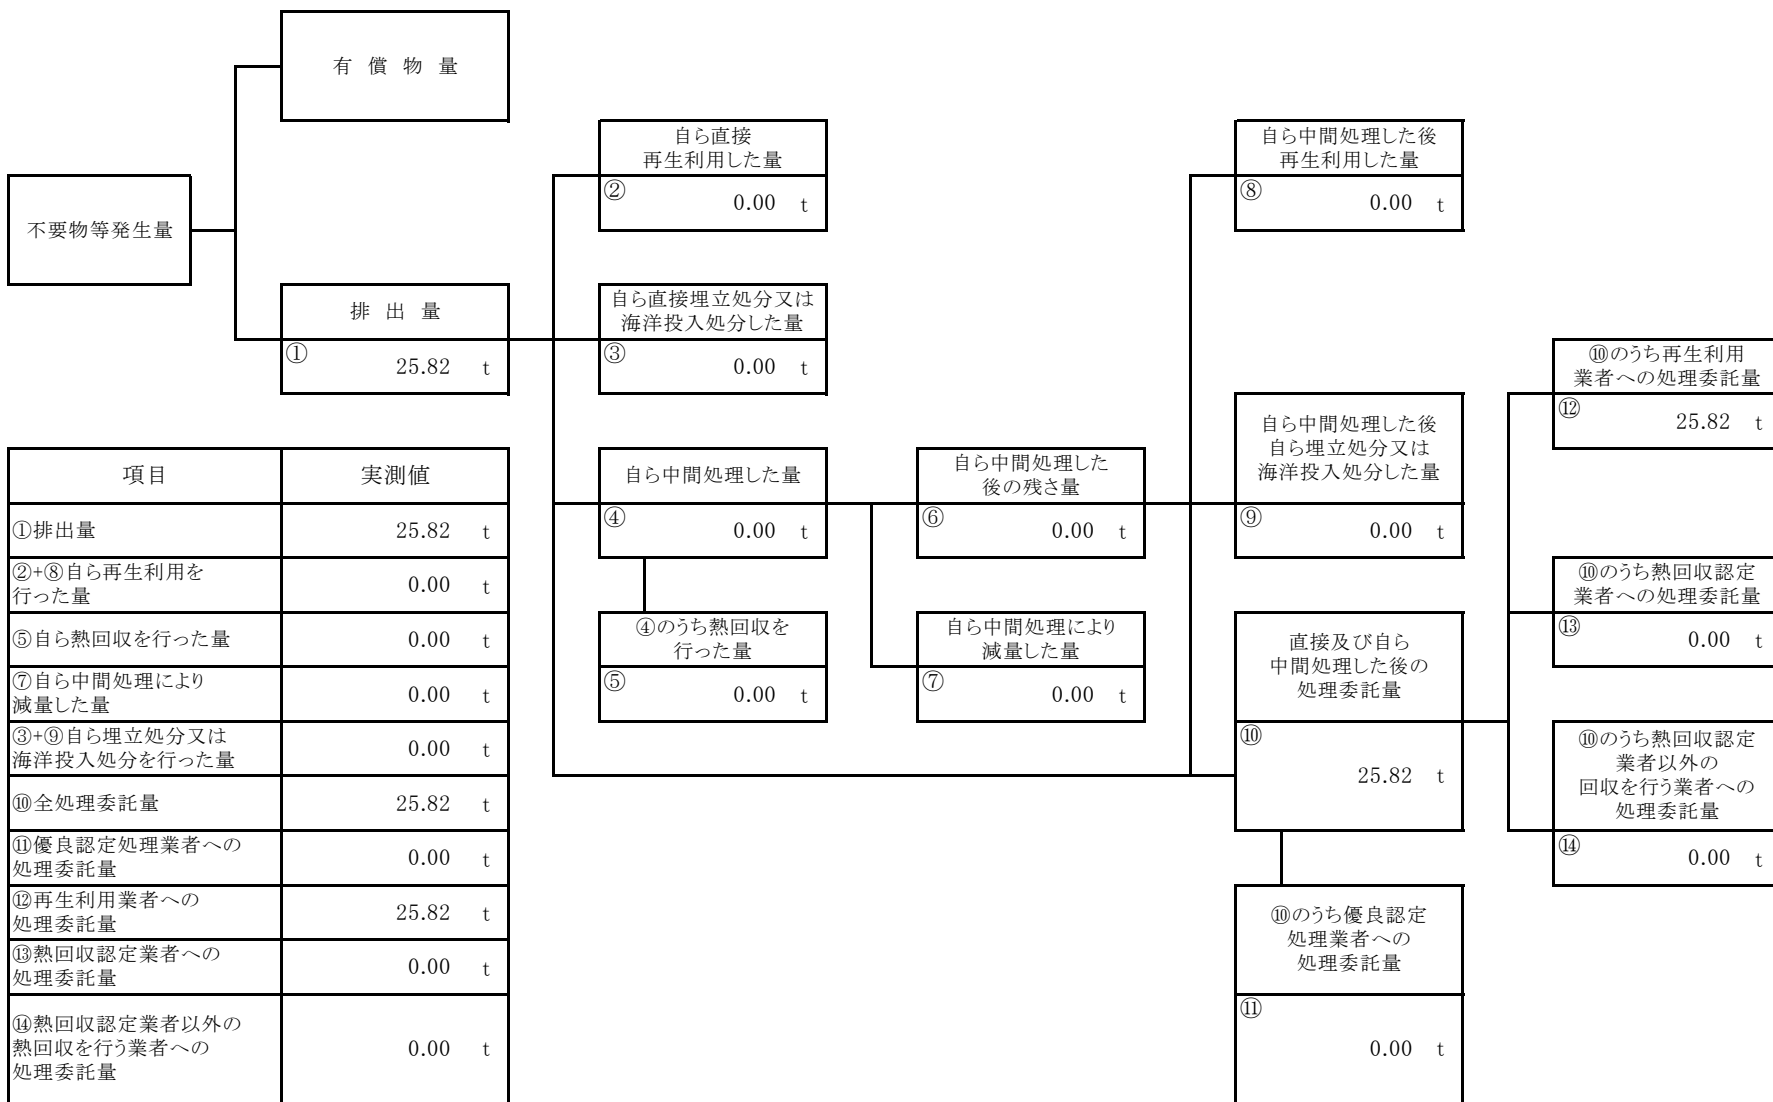 有 償 物 量
自ら直接
再生利用した量
② 0.00 t
自ら中間処理した後
再生利用した量
⑧ 0.00 t
不要物等発生量
排 出 量
① 25.82 t
自ら直接埋立処分又は
海洋投入処分した量
③ 0.00 t
⑩のうち再生利用
業者への処理委託量
⑫ 25.82 t
自ら中間処理した量
④ 0.00 t
自ら中間処理した
後の残さ量
⑥ 0.00 t
自ら中間処理した後
自ら埋立処分又は
海洋投入処分した量
⑨ 0.00 t
④のうち熱回収を
行った量
⑤ 0.00 t
自ら中間処理により
減量した量
⑦ 0.00 t
直接及び自ら
中間処理した後の
処理委託量
⑩ 25.82 t
⑩のうち熱回収認定
業者への処理委託量
⑬ 0.00 t
⑩のうち熱回収認定
業者以外の
回収を行う業者への
処理委託量
⑭ 0.00 t
⑩のうち優良認定
処理業者への
処理委託量
⑪ 0.00 t
項目 実測値
①排出量 25.82 t
②+⑧自ら再生利用を
行った量 0.00 t
⑤自ら熱回収を行った量 0.00 t
⑦自ら中間処理により
減量した量 0.00 t
③+⑨自ら埋立処分又は
海洋投入処分を行った量 0.00 t
⑩全処理委託量 25.82 t
⑪優良認定処理業者への
処理委託量 0.00 t
⑫再生利用業者への
処理委託量 25.82 t
⑬熱回収認定業者への
処理委託量 0.00 t
⑭熱回収認定業者以外の
熱回収を行う業者への
処理委託量 0.00 t